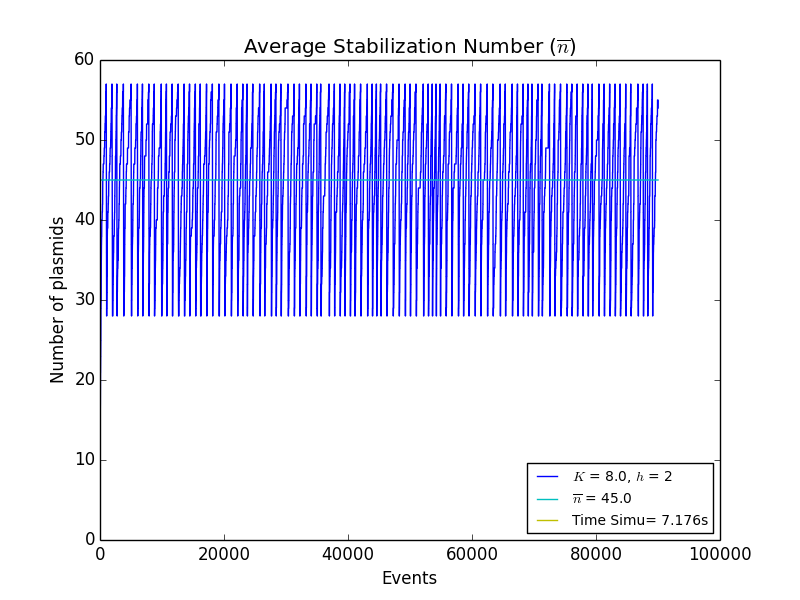 Average Stabilization Number (n̅)
Number of plasmids
60
50
40
30
20
10
0
0 20000 40000 60000 80000 100000
Events
K = 8.0, h = 2
n̅ = 45.0
Time Simu= 7.176s